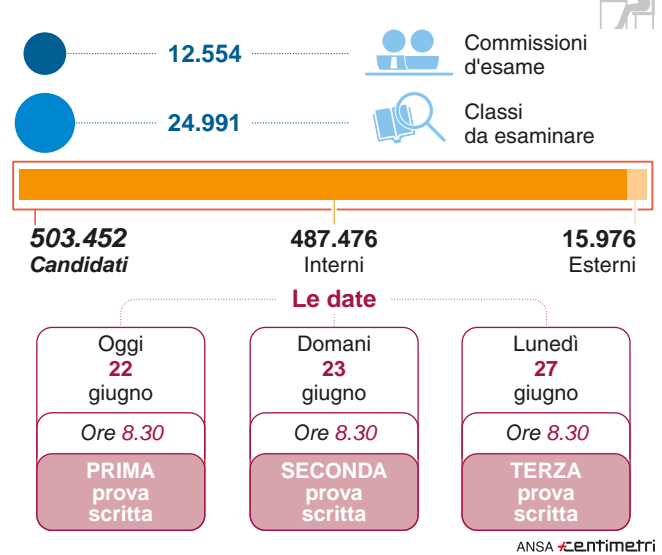 12.554
Commissioni
d'esame
24.991
Classi
da esaminare
503.452
Candidati
487.476
Interni
15.976
Esterni
Le date
Oggi
22
giugno
Ore 8.30
PRIMA
prova
scritta
Domani
23
giugno
Ore 8.30
SECONDA
prova
scritta
Lunedì
27
giugno
Ore 8.30
TERZA
prova
scritta
ANSA centimetri